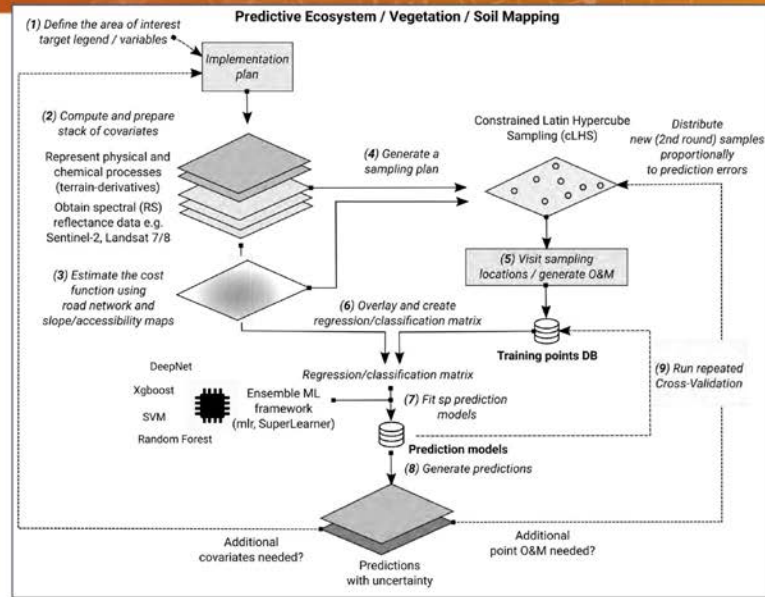 Predictive Ecosystem / Vegetation / Soil Mapping
(1) Define the area of interest
target legend / variables
Implementation
plan
(2) Compute and prepare
stack of covariates
Represent physical and
chemical processes
(terrain-derivatives)
Obtain spectral (RS)
reflectance data e.g.
Sentinel-2, Landsat 7/8
(3) Estimate the cost
function using
road network and
slope/accessibility maps
(4) Generate a
sampling plan
Constrained Latin Hypercube
Sampling (cLHS)
Distribute
new (2nd round) samples
proportionally
to prediction errors
(5) Visit sampling
locations / generate O&M
(6) Overlay and create
regression/classification matrix
Training points DB
Regression/classification matrix
(9) Run repeated
Cross-Validation
DeepNet
Xgboost
SVM
Random Forest
Ensemble ML
framework
(mlr, SuperLearner)
(7) Fit sp prediction
models
Prediction models
(8) Generate predictions
Additional
covariates needed?
Predictions
with uncertainty
Additional
point O&M needed?